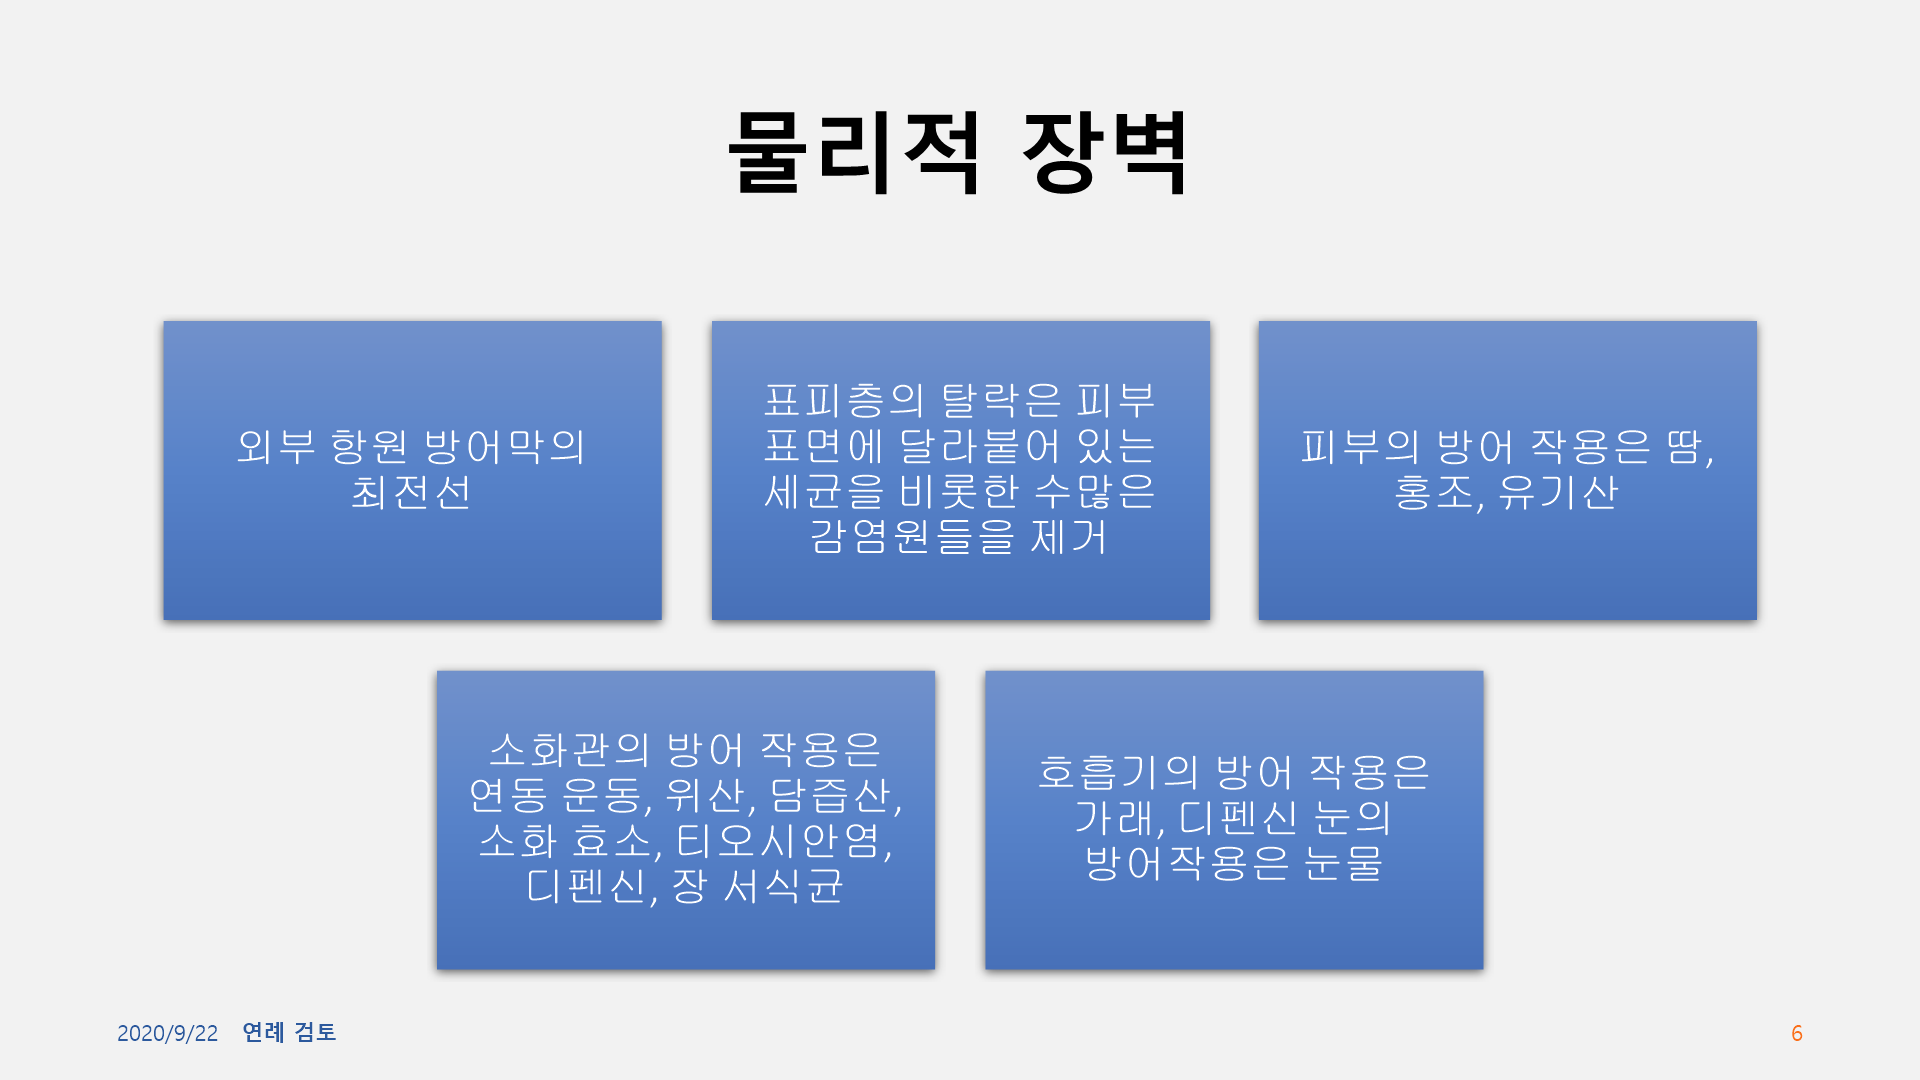 물리적 장벽
외부 항원 방어막의
최전선
표피층의 탈락은 피부
표면에 달라붙어 있는
세균을 비롯한 수많은
감염원들을 제거
피부의 방어 작용은 땀,
홍조, 유기산
소화관의 방어 작용은
연동 운동, 위산, 담즙산,
소화 효소, 티오시안염,
디펜신, 장 서식균
호흡기의 방어 작용은
가래, 디펜신 눈의
방어작용은 눈물
2020/9/22 연례 검토
6